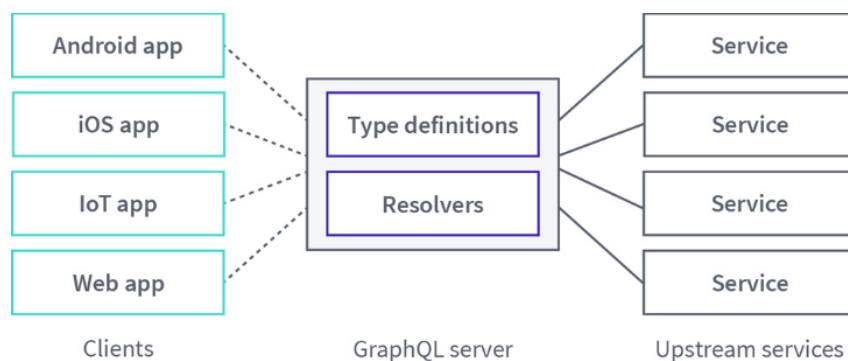 Android app
iOS app
IoT app
Web app
Clients
Type definitions
Resolvers
GraphQL server
Service
Service
Service
Service
Upstream services